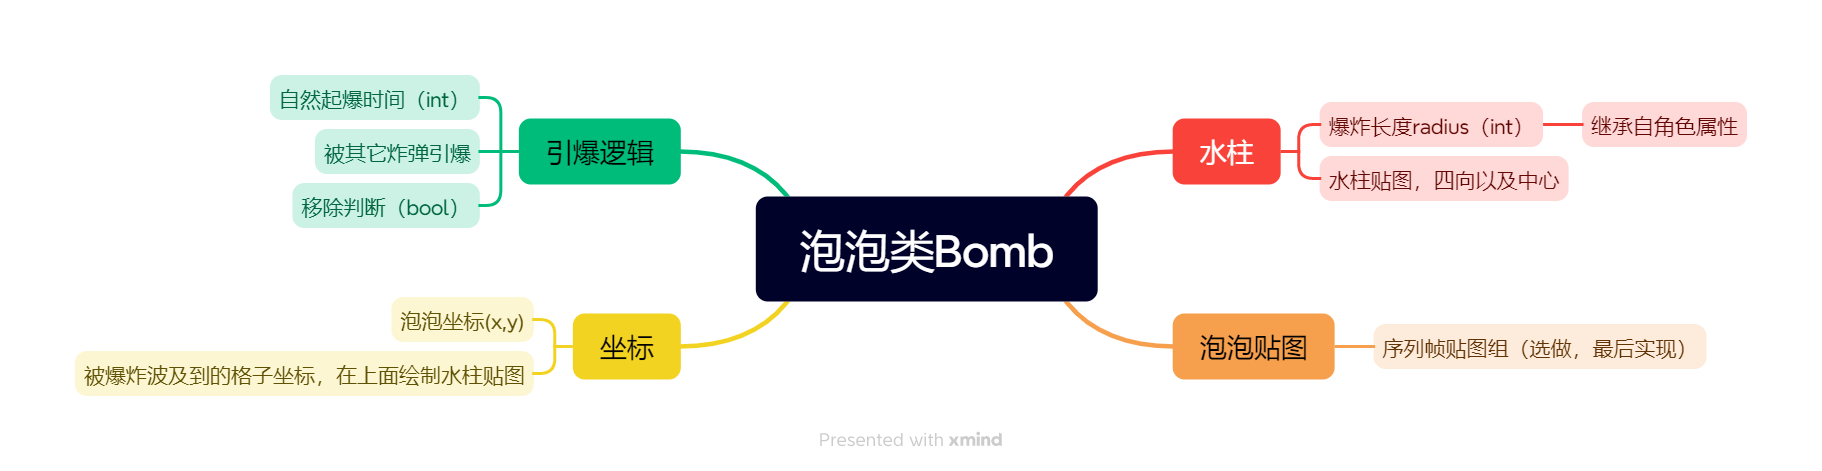 泡泡类Bomb
水柱
爆炸长度radius（int）
继承自角色属性
水柱贴图，四向以及中心
泡泡贴图
序列帧贴图组（选做，最后实现）
引爆逻辑
自然起爆时间（int）
被其它炸弹引爆
移除判断（bool）
坐标
泡泡坐标(x,y)
被爆炸波及到的格子坐标，在上面绘制水柱贴图
Presented with xmind